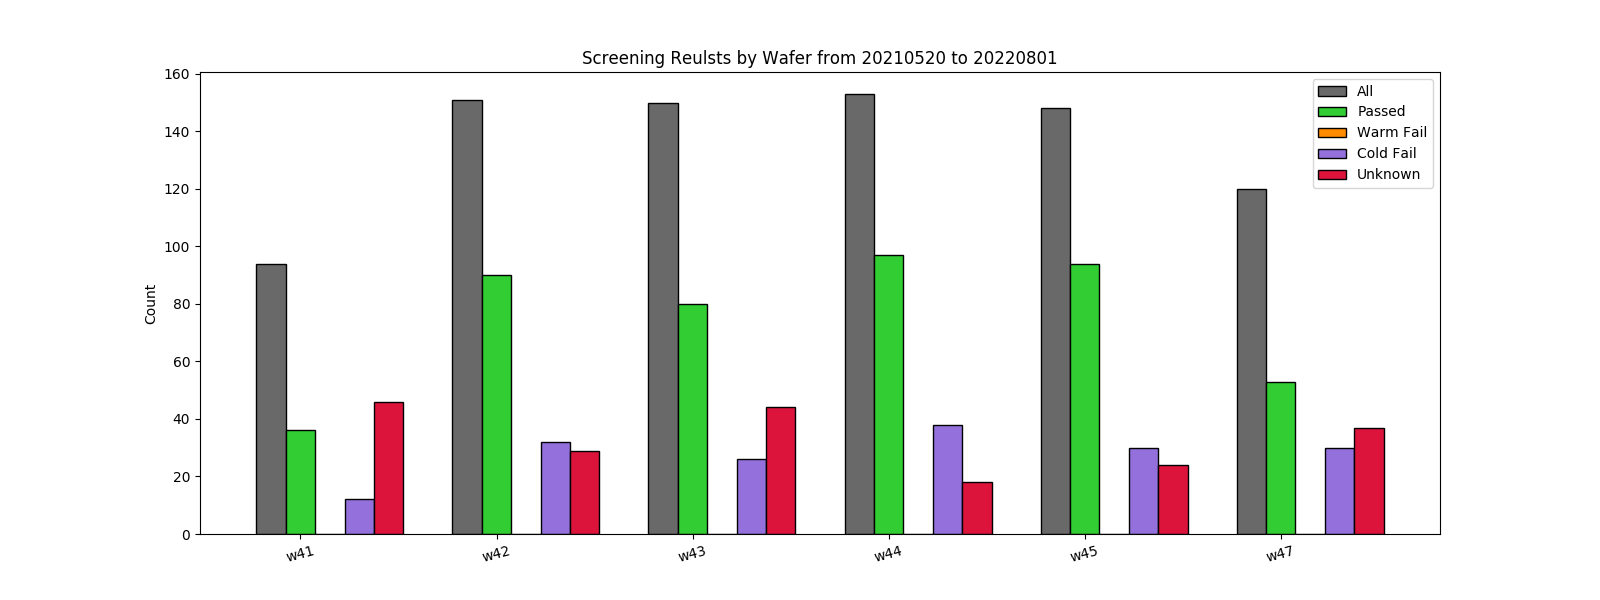 Screening Reulsts by Wafer from 20210520 to 20220801
160
140
120
100
80
60
40
20
0
Count
All
Passed
Warm Fail
Cold Fail
Unknown
w41
w42
w43
w44
w45
w47